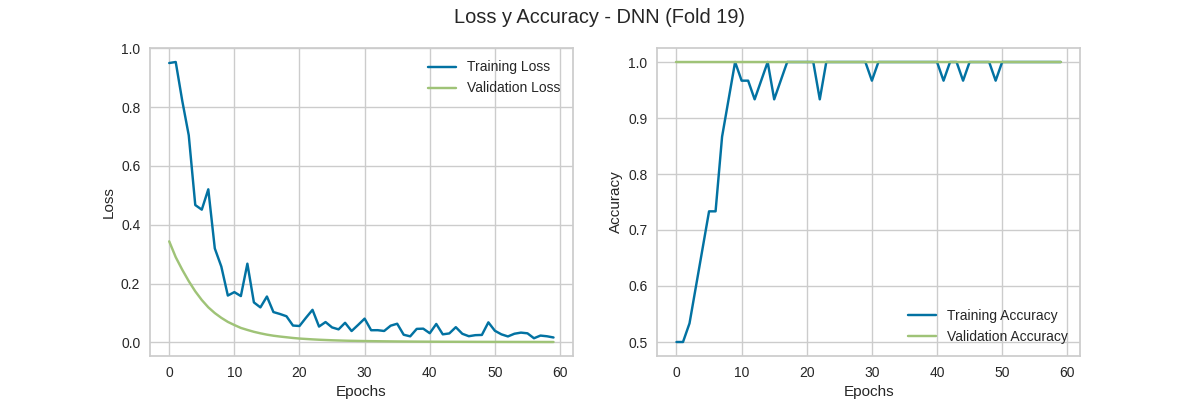 Loss y Accuracy - DNN (Fold 19)
1.0
0.8
0.6
0.4
0.2
0.0
Loss
Training Loss
Validation Loss
0 10 20 30 40 50 60
Epochs
1.0
0.9
0.8
0.7
0.6
0.5
Accuracy
Training Accuracy
Validation Accuracy
0 10 20 30 40 50 60
Epochs